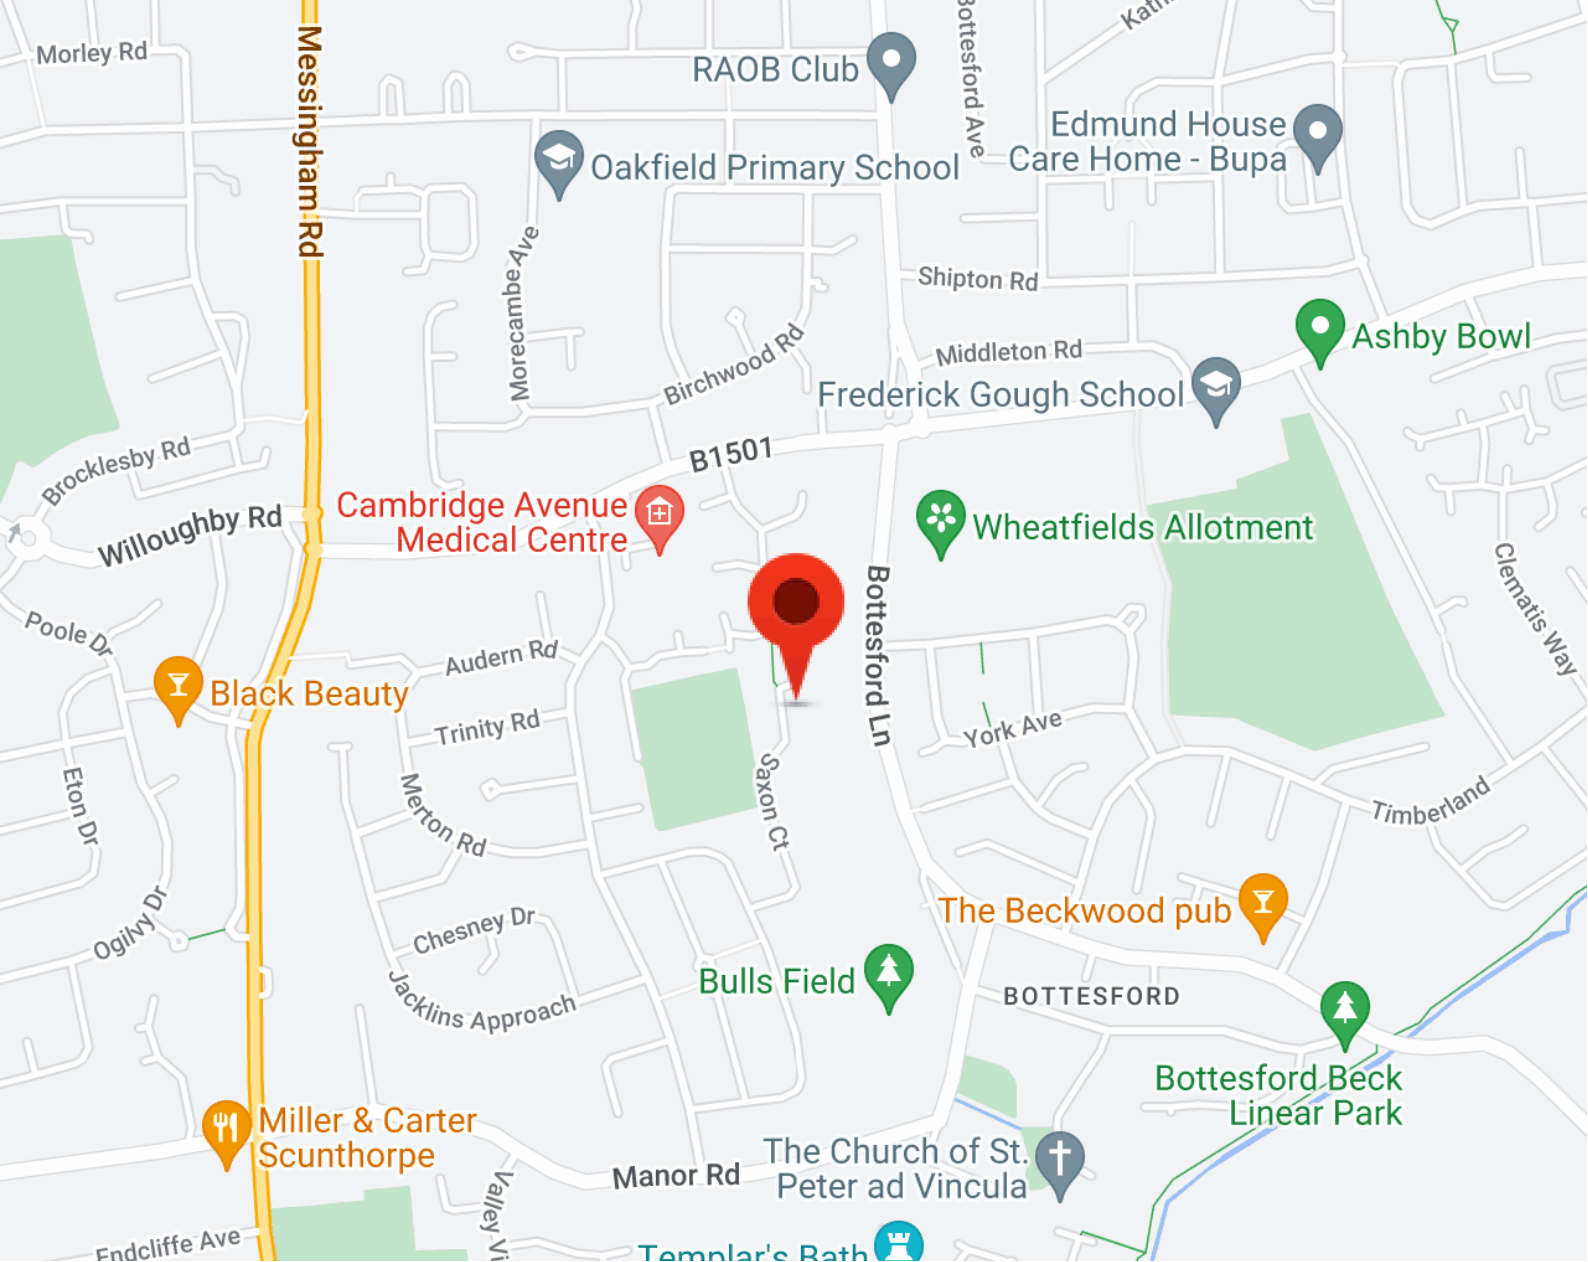 Morley Rd
Messingham Rd
RAOB Club
Bottesford Ave
Edmund House
Care Home - Bupa
Oakfield Primary School
Morecambe Ave
Shipton Rd
Birchwood Rd
Middleton Rd
Ashby Bowl
Frederick Gough School
B1501
Brocklesby Rd
Willoughby Rd
Cambridge Avenue
Medical Centre
Wheatfields Allotment
Clematis Way
Bottesford Ln
Poole Dr
Audern Rd
Black Beauty
Trinity Rd
York Ave
Eton Dr
Merton Rd
Saxon Ct
Timberland
Ogilvy Dr
Chesney Dr
The Beckwood pub
Jacklins Approach
Bulls Field
BOTTESFORD
Bottesford Beck
Linear Park
Miller & Carter
Scunthorpe
Manor Rd
The Church of St.
Peter ad Vincula
Valley Vi
Endcliffe Ave
Templar's Bath